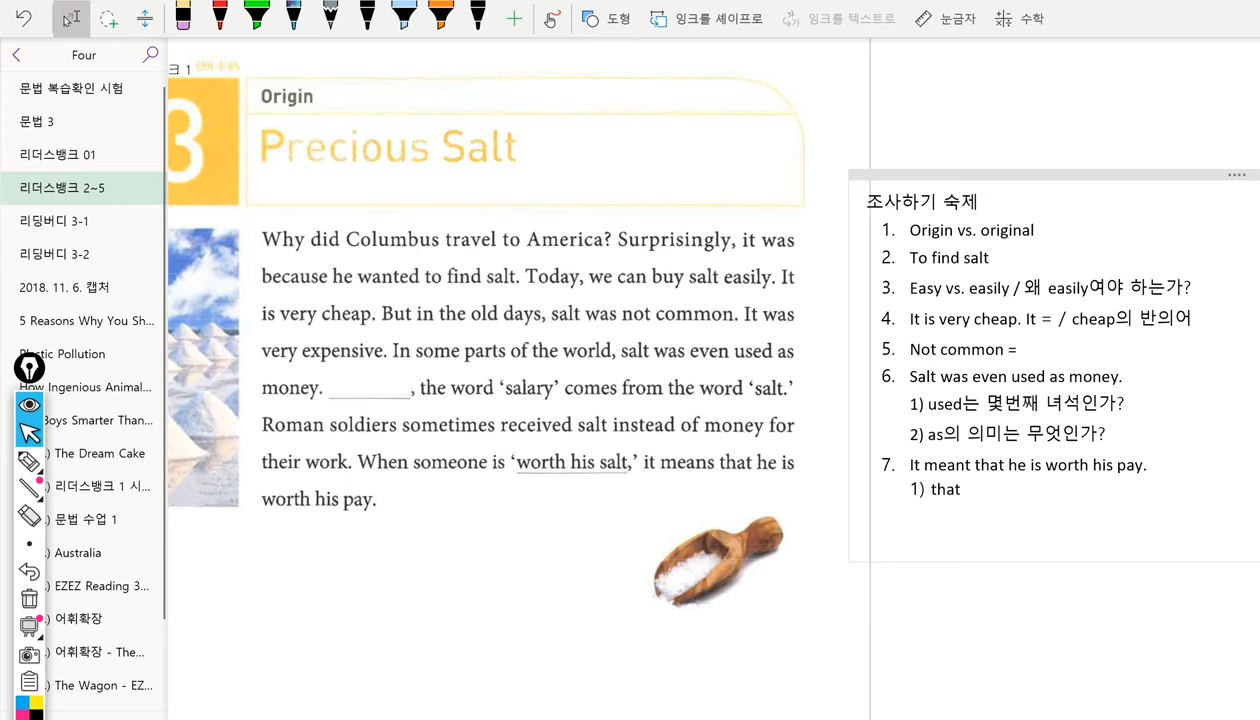 도형
잉크를 셰이프로
잉크를 텍스트로
눈금자
수학
Four
문법 복습확인 시험
문법 3
리더스뱅크 01
리더스뱅크 2~5
리딩버디 3-1
리딩버디 3-2
2018. 11. 6. 캡처
5 Reasons Why You Sh...
Plastic Pollution
How Ingenious Animal...
Boys Smarter Than...
.) The Dream Cake
.) 리더스뱅크 1 시...
.) 문법 수업 1
.) Australia
.) EZEZ Reading 3...
.) 어휘확장
.) 어휘확장 - The...
.) The Wagon - EZ...
크 1 단어 수 85
3
Origin
Precious Salt
Why did Columbus travel to America? Surprisingly, it was
because he wanted to find salt. Today, we can buy salt easily. It
is very cheap. But in the old days, salt was not common. It was
very expensive. In some parts of the world, salt was even used as
money. ________, the word ‘salary’ comes from the word ‘salt.’
Roman soldiers sometimes received salt instead of money for
their work. When someone is ‘worth his salt,’ it means that he is
worth his pay.
조사하기 숙제
1. Origin vs. original
2. To find salt
3. Easy vs. easily / 왜 easily여야 하는가?
4. It is very cheap. It = / cheap의 반의어
5. Not common =
6. Salt was even used as money.
1) used는 몇번째 녀석인가?
2) as의 의미는 무엇인가?
7. It meant that he is worth his pay.
1) that